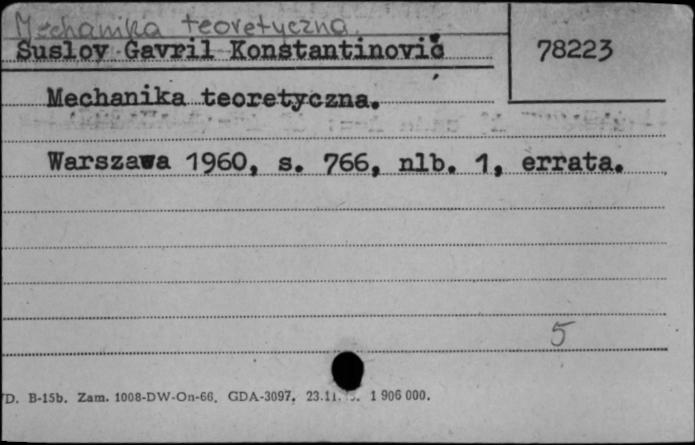 Mechanika teoretyczna.
Suslov Gavril Konstantinovič
78223
Mechanika teoretyczna.
Warszawa 1960, s. 766, nlb. 1, errata.
5
D. B-15b. Zam. 1008-DW-On-66. GDA-3097. 23.11. 1 906 000.